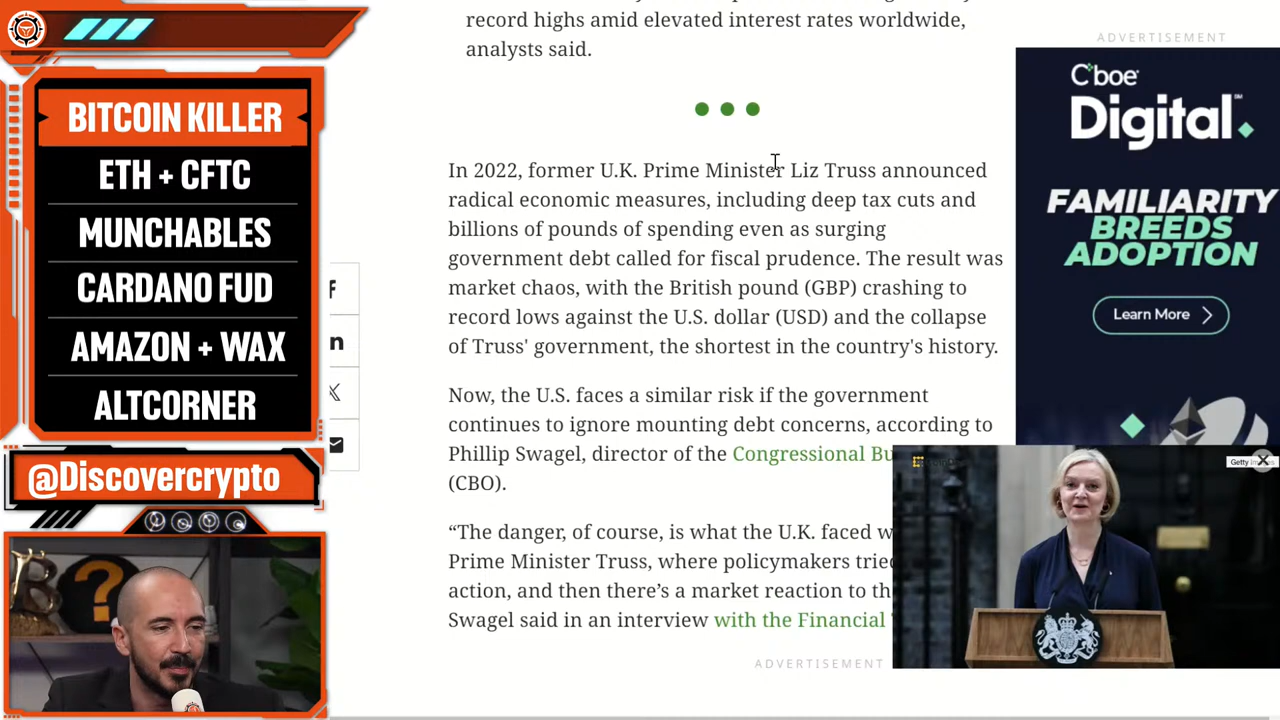 BITCOIN KILLER
ETH + CFTC
MUNCHABLES
CARDANO FUD
AMAZON + WAX
ALTCORNER
@Discovercrypto
record highs amid elevated interest rates worldwide,
analysts said.
In 2022, former U.K. Prime Minister Liz Truss announced
radical economic measures, including deep tax cuts and
billions of pounds of spending even as surging
government debt called for fiscal prudence. The result was
market chaos, with the British pound (GBP) crashing to
record lows against the U.S. dollar (USD) and the collapse
of Truss' government, the shortest in the country's history.
Now, the U.S. faces a similar risk if the government
continues to ignore mounting debt concerns, according to
Phillip Swagel, director of the Congressional Bu
(CBO).
“The danger, of course, is what the U.K. faced w
Prime Minister Truss, where policymakers tried
action, and then there’s a market reaction to th
Swagel said in an interview with the Financial
ADVERTISEMENT
ADVERTISEMENT
Cboe
Digital.
FAMILIARITY
BREEDS
ADOPTION
Learn More
Getty